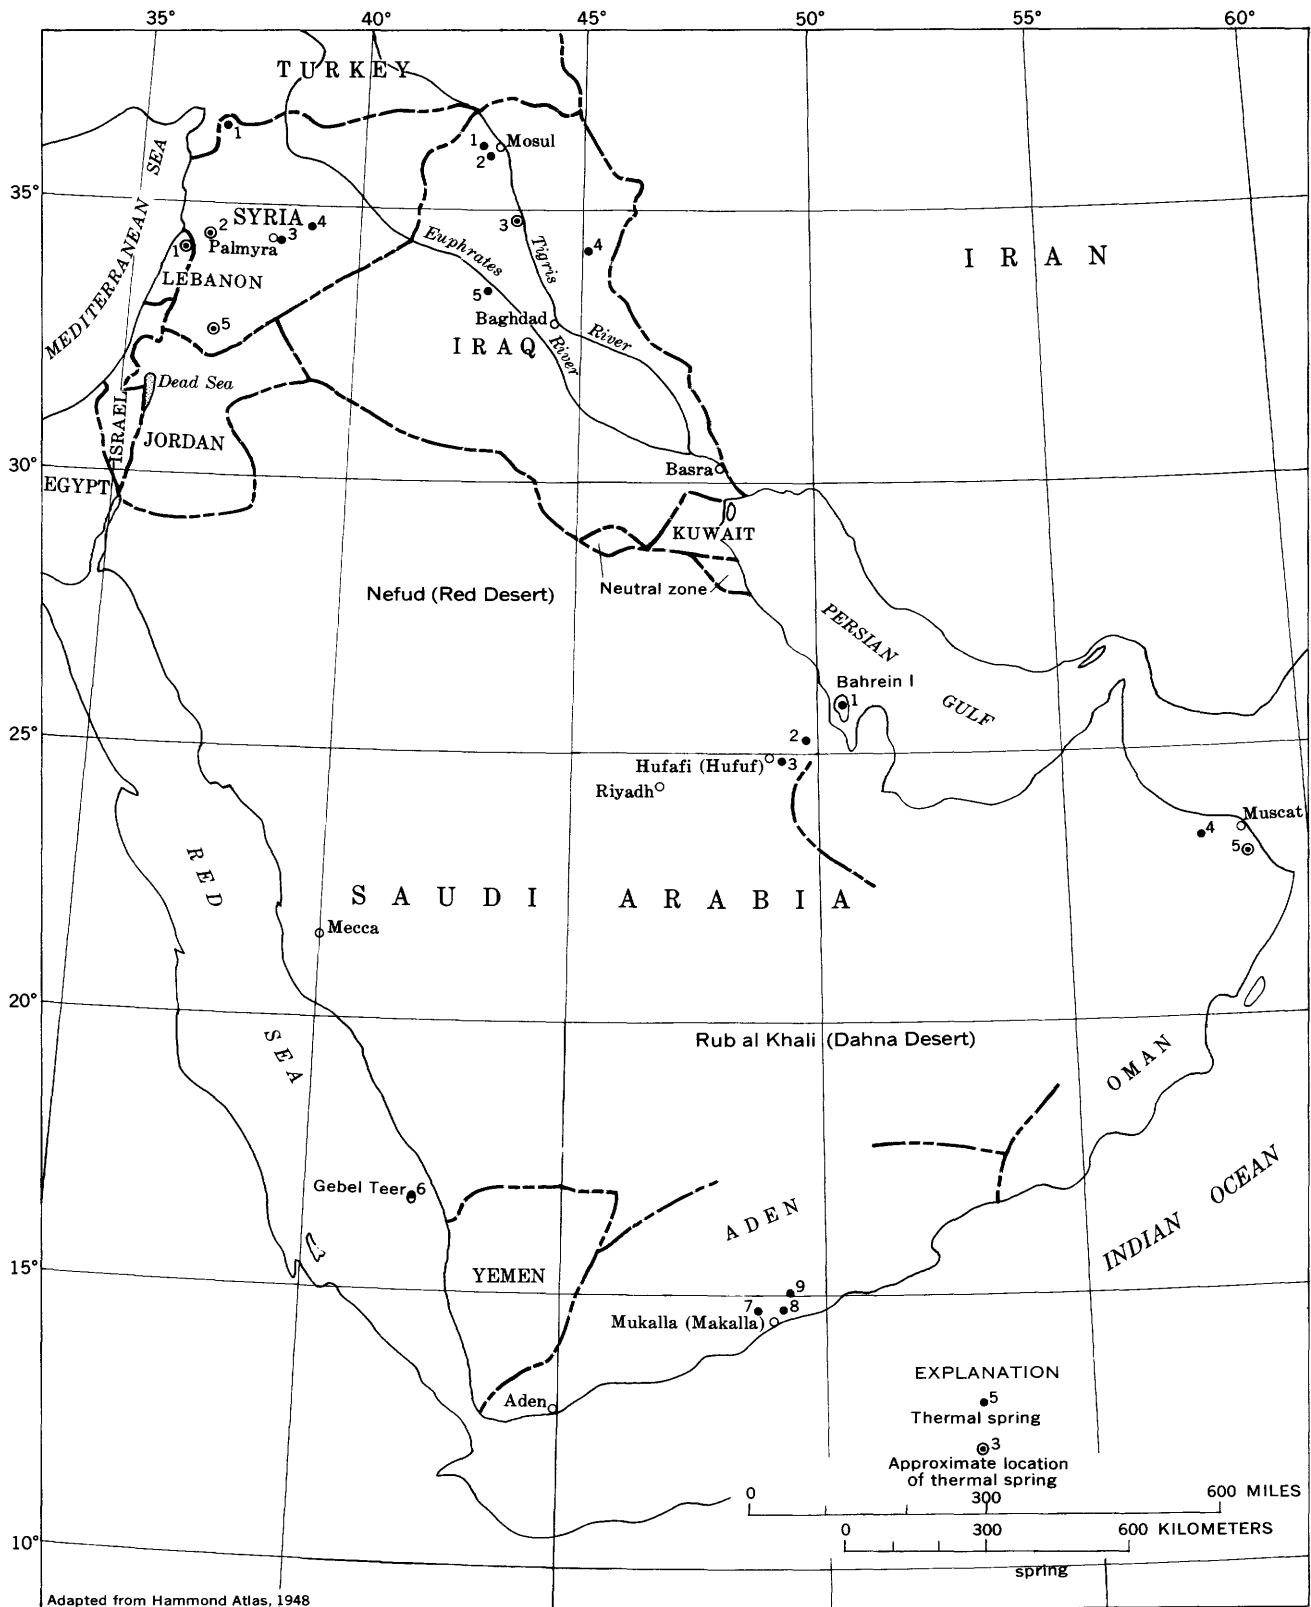 35° 40° 45° 50° 55° 60°
TURKEY
1
1 Mosul
2
MEDITERRANEAN SEA
35°
SYRIA
2
4
3
Palmyra
1
LEBANON
3
Tigris
Euphrates
4
5
5
Baghdad
River
River
IRAQ
IRAN
Dead Sea
ISRAEL
JORDAN
30°
EGYPT
Basra
KUWAIT
Neutral zone
Nefud (Red Desert)
PERSIAN
GULF
Bahrein I
1
25°
2
Hufafi (Hufuf)
3
Riyadh
Muscat
4
5
RED
SEA
SAUDI ARABIA
Mecca
20°
Rub al Khali (Dahna Desert)
OMAN
Gebel Teer 6
ADEN
INDIAN OCEAN
15°
YEMEN
9
7 8
Mukalla (Makalla)
Aden
EXPLANATION
5
Thermal spring
3
Approximate location
of thermal spring
0 300 600 MILES
0 300 600 KILOMETERS
spring
10°
Adapted from Hammond Atlas, 1948